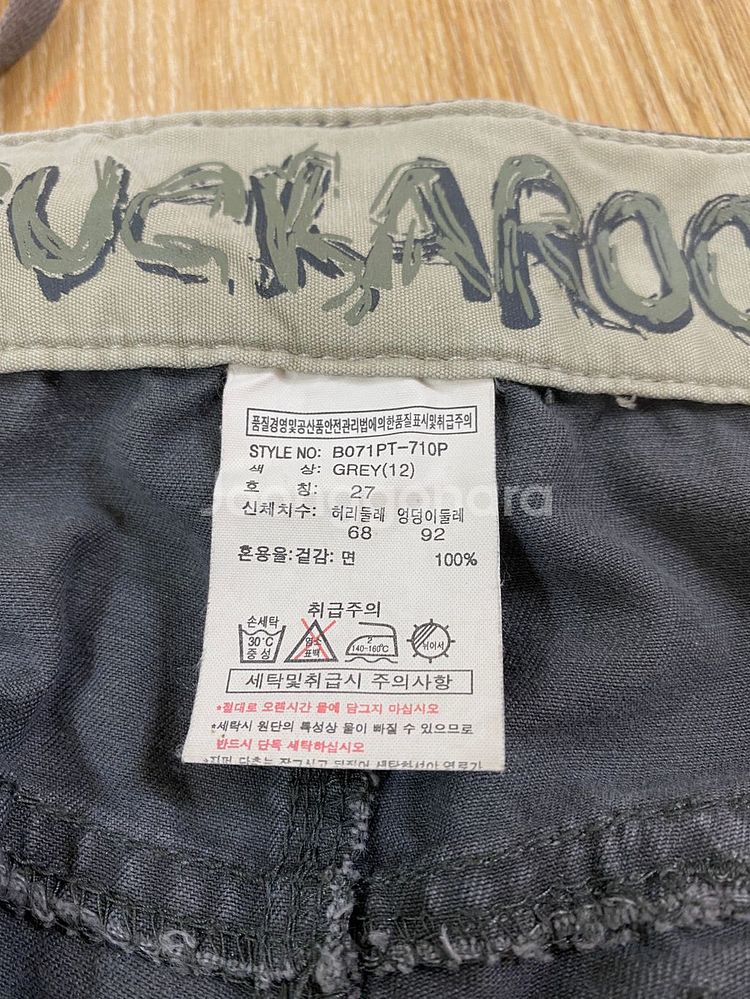 UCKAROO
품질경영및공산품안전관리법에의한품질표시및취급주의
STYLE NO: B071PT-710P
색 상: GREY(12)
호 칭: 27
신체치수: 허리둘레 엉덩이둘레
68 92
혼용율:겉감: 면 100%
취급주의
손세탁
30°C
중성
염소
표백
2
140-160°C
뉘어서
세탁및취급시 주의사항
*절대로 오랜시간 물에 담그지 마십시오
*세탁시 원단의 특성상 물이 빠질 수 있으므로
반드시 단독 세탁하십시오